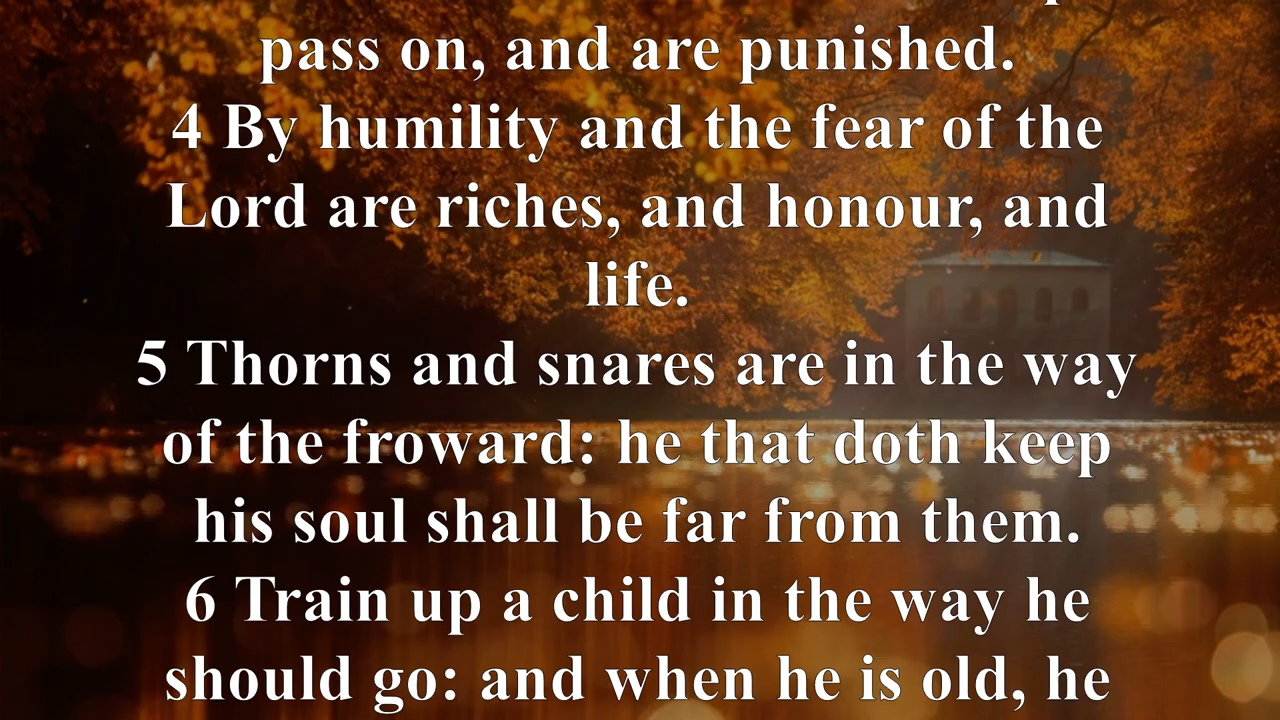 pass on, and are punished.
4 By humility and the fear of the
Lord are riches, and honour, and
life.
5 Thorns and snares are in the way
of the froward: he that doth keep
his soul shall be far from them.
6 Train up a child in the way he
should go: and when he is old, he